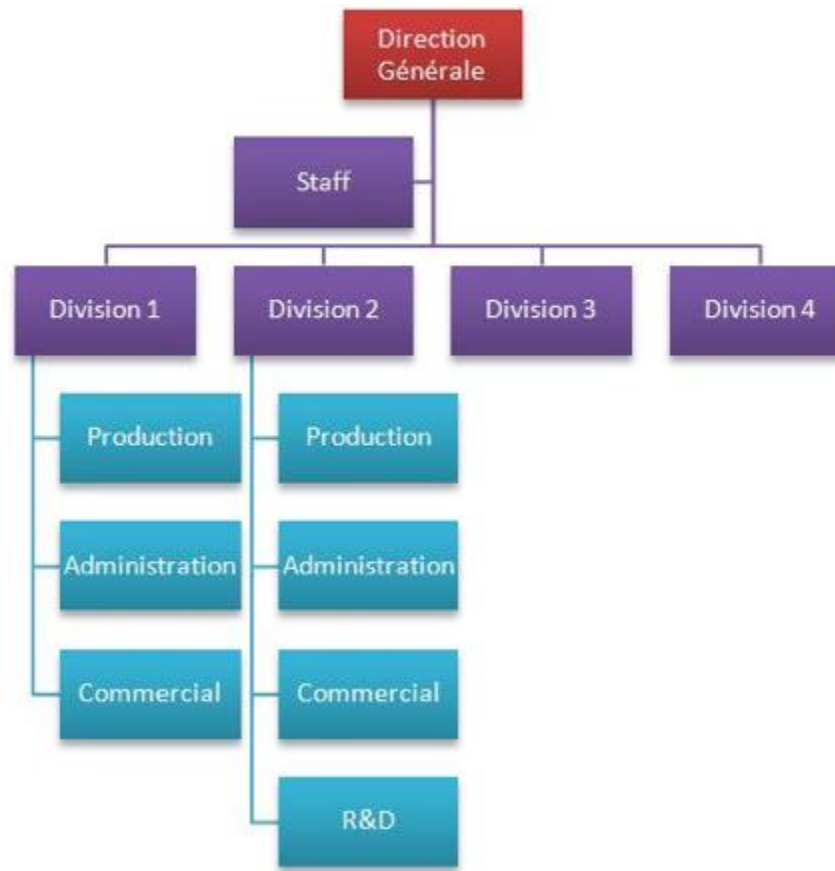 Direction
Générale
Staff
Division 1
Division 2
Division 3
Division 4
Production
Production
Administration
Administration
Commercial
Commercial
R&D